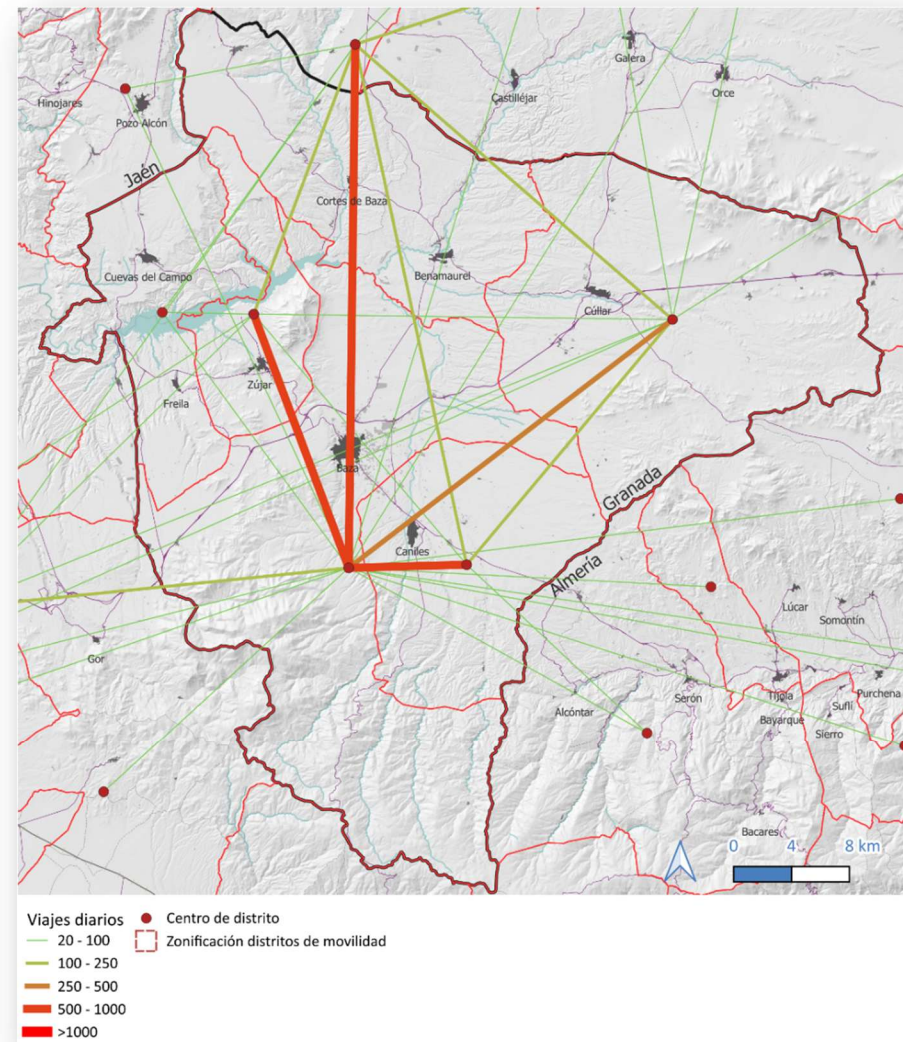 Galera
Orce
Castilléjar
Hinojares
Pozo Alcón
Jaén
Cortes de Baza
Benamaurel
Cuevas del Campo
Cúllar
Zújar
Freila
Baza
Granada
Caniles
Almería
Lúcar
Somontín
Gor
Serón
Tíjola
Purchena
Alcóntar
Bayarque
Suflí
Sierro
Bacares
0 4 8 km
Viajes diarios
20 - 100
100 - 250
250 - 500
500 - 1000
>1000
Centro de distrito
Zonificación distritos de movilidad